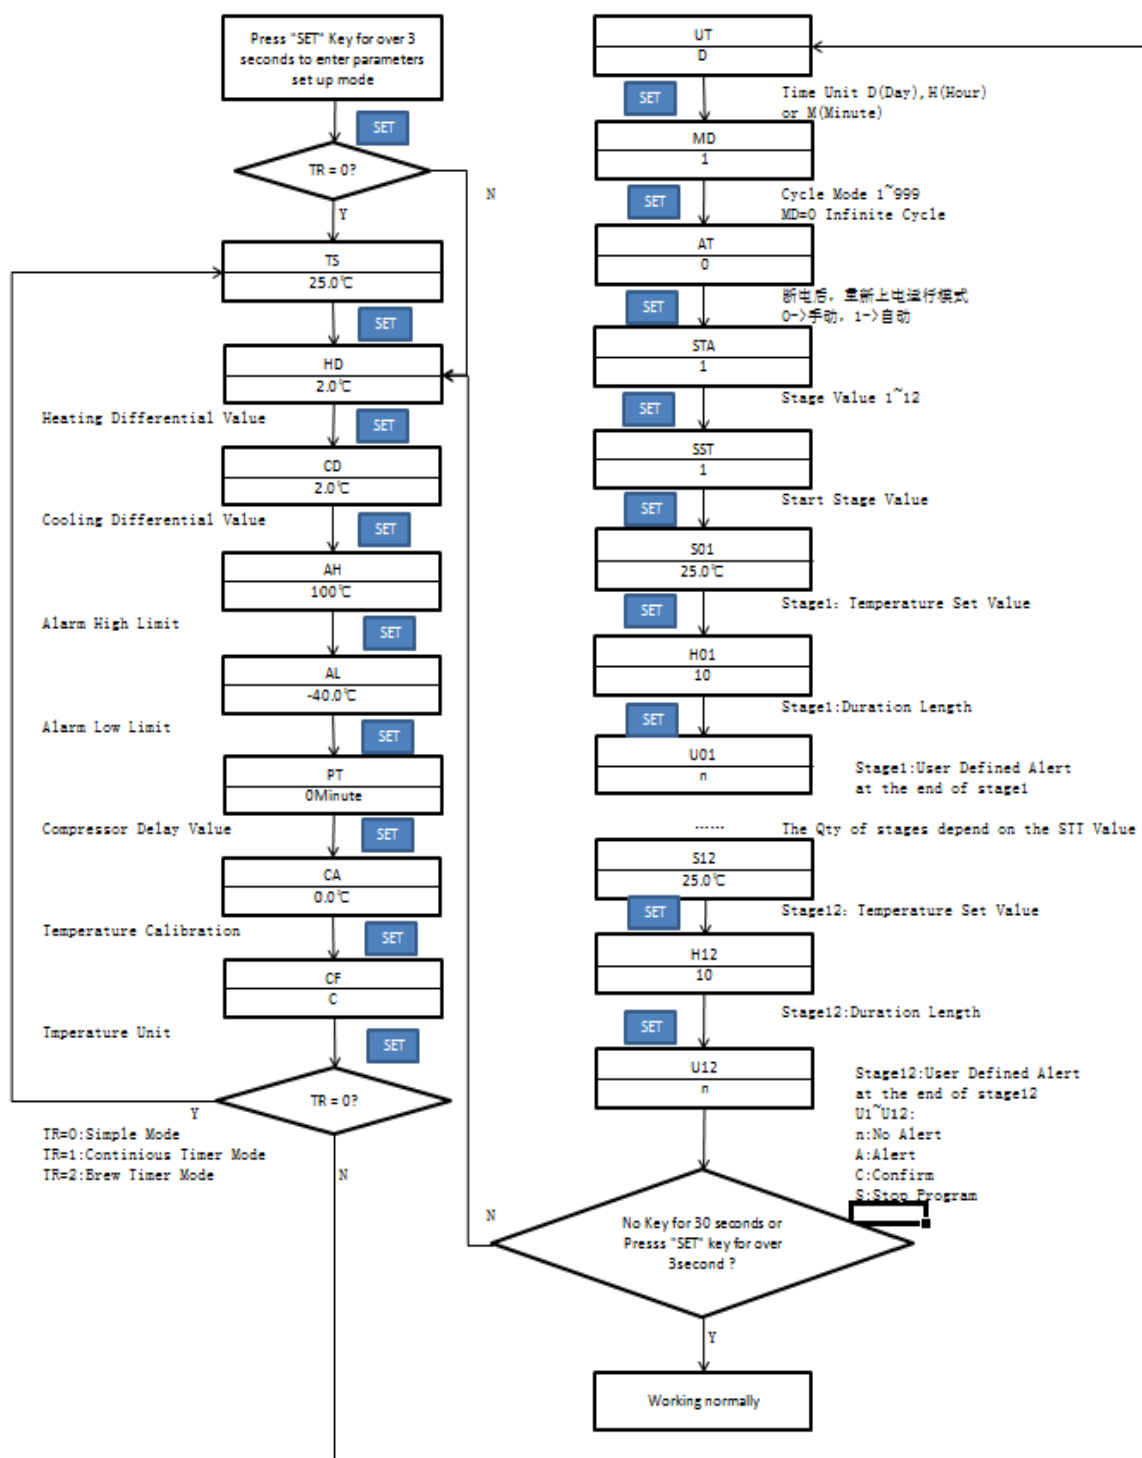 Press "SET" Key for over 3
seconds to enter parameters
set up mode
SET
TR = 0?
N
Y
TS
25.0℃
SET
HD
2.0℃
Heating Differential Value
SET
CD
2.0℃
Cooling Differential Value
SET
AH
100℃
Alarm High Limit
SET
AL
-40.0℃
Alarm Low Limit
SET
PT
0Minute
Compressor Delay Value
SET
CA
0.0℃
Temperature Calibration
SET
CF
C
Tmperature Unit
SET
TR = 0?
Y
N
TR=0:Simple Mode
TR=1:Continious Timer Mode
TR=2:Brew Timer Mode
UT
D
SET
Time Unit D(Day),H(Hour)
or M(Minute)
MD
1
SET
Cycle Mode 1~999
MD=0 Infinite Cycle
AT
0
SET
断电后，重新上电运行模式
0->手动，1->自动
STA
1
SET
Stage Value 1~12
SST
1
SET
Start Stage Value
S01
25.0℃
SET
Stage1: Temperature Set Value
H01
10
SET
Stage1:Duration Length
U01
n
Stage1:User Defined Alert
at the end of stage1
......
The Qty of stages depend on the STT Value
S12
25.0℃
SET
Stage12: Temperature Set Value
H12
10
SET
Stage12:Duration Length
U12
n
Stage12:User Defined Alert
at the end of stage12
U1~U12:
n:No Alert
A:Alert
C:Confirm
S:Stop Program
N
No Key for 30 seconds or
Presss "SET" key for over
3second ?
Y
Working normally